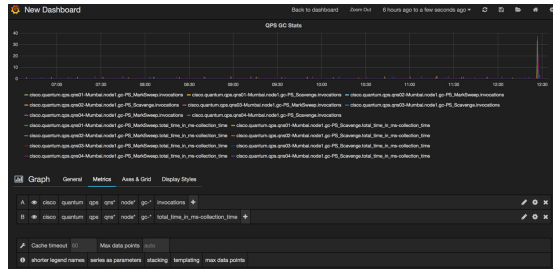 New Dashboard
Back to dashboard Zoom Out 6 hours ago to a few seconds ago
QPS GC Stats
40
30
20
10
0
07:00 07:30 08:00 08:30 09:00 09:30 10:00 10:30 11:00 11:30 12:00 12:30
cisco.quantum.qps.qns01-Mumbai.node1.gc-PS_MarkSweep.invocations cisco.quantum.qps.qns01-Mumbai.node1.gc-PS_Scavenge.invocations cisco.quantum.qps.qns02-Mumbai.node1.gc-PS_MarkSweep.invocations
cisco.quantum.qps.qns02-Mumbai.node1.gc-PS_Scavenge.invocations cisco.quantum.qps.qns03-Mumbai.node1.gc-PS_MarkSweep.invocations cisco.quantum.qps.qns03-Mumbai.node1.gc-PS_Scavenge.invocations
cisco.quantum.qps.qns04-Mumbai.node1.gc-PS_MarkSweep.invocations cisco.quantum.qps.qns04-Mumbai.node1.gc-PS_Scavenge.invocations
cisco.quantum.qps.qns01-Mumbai.node1.gc-PS_MarkSweep.total_time_in_ms-collection_time cisco.quantum.qps.qns01-Mumbai.node1.gc-PS_Scavenge.total_time_in_ms-collection_time
cisco.quantum.qps.qns02-Mumbai.node1.gc-PS_MarkSweep.total_time_in_ms-collection_time cisco.quantum.qps.qns02-Mumbai.node1.gc-PS_Scavenge.total_time_in_ms-collection_time
cisco.quantum.qps.qns03-Mumbai.node1.gc-PS_MarkSweep.total_time_in_ms-collection_time cisco.quantum.qps.qns03-Mumbai.node1.gc-PS_Scavenge.total_time_in_ms-collection_time
cisco.quantum.qps.qns04-Mumbai.node1.gc-PS_MarkSweep.total_time_in_ms-collection_time cisco.quantum.qps.qns04-Mumbai.node1.gc-PS_Scavenge.total_time_in_ms-collection_time
Graph General Metrics Axes & Grid Display Styles
A cisco quantum qps qns* node* gc-* invocations +
B cisco quantum qps qns* node* gc-* total_time_in_ms-collection_time +
Cache timeout 60 Max data points auto
shorter legend names series as parameters stacking templating max data points